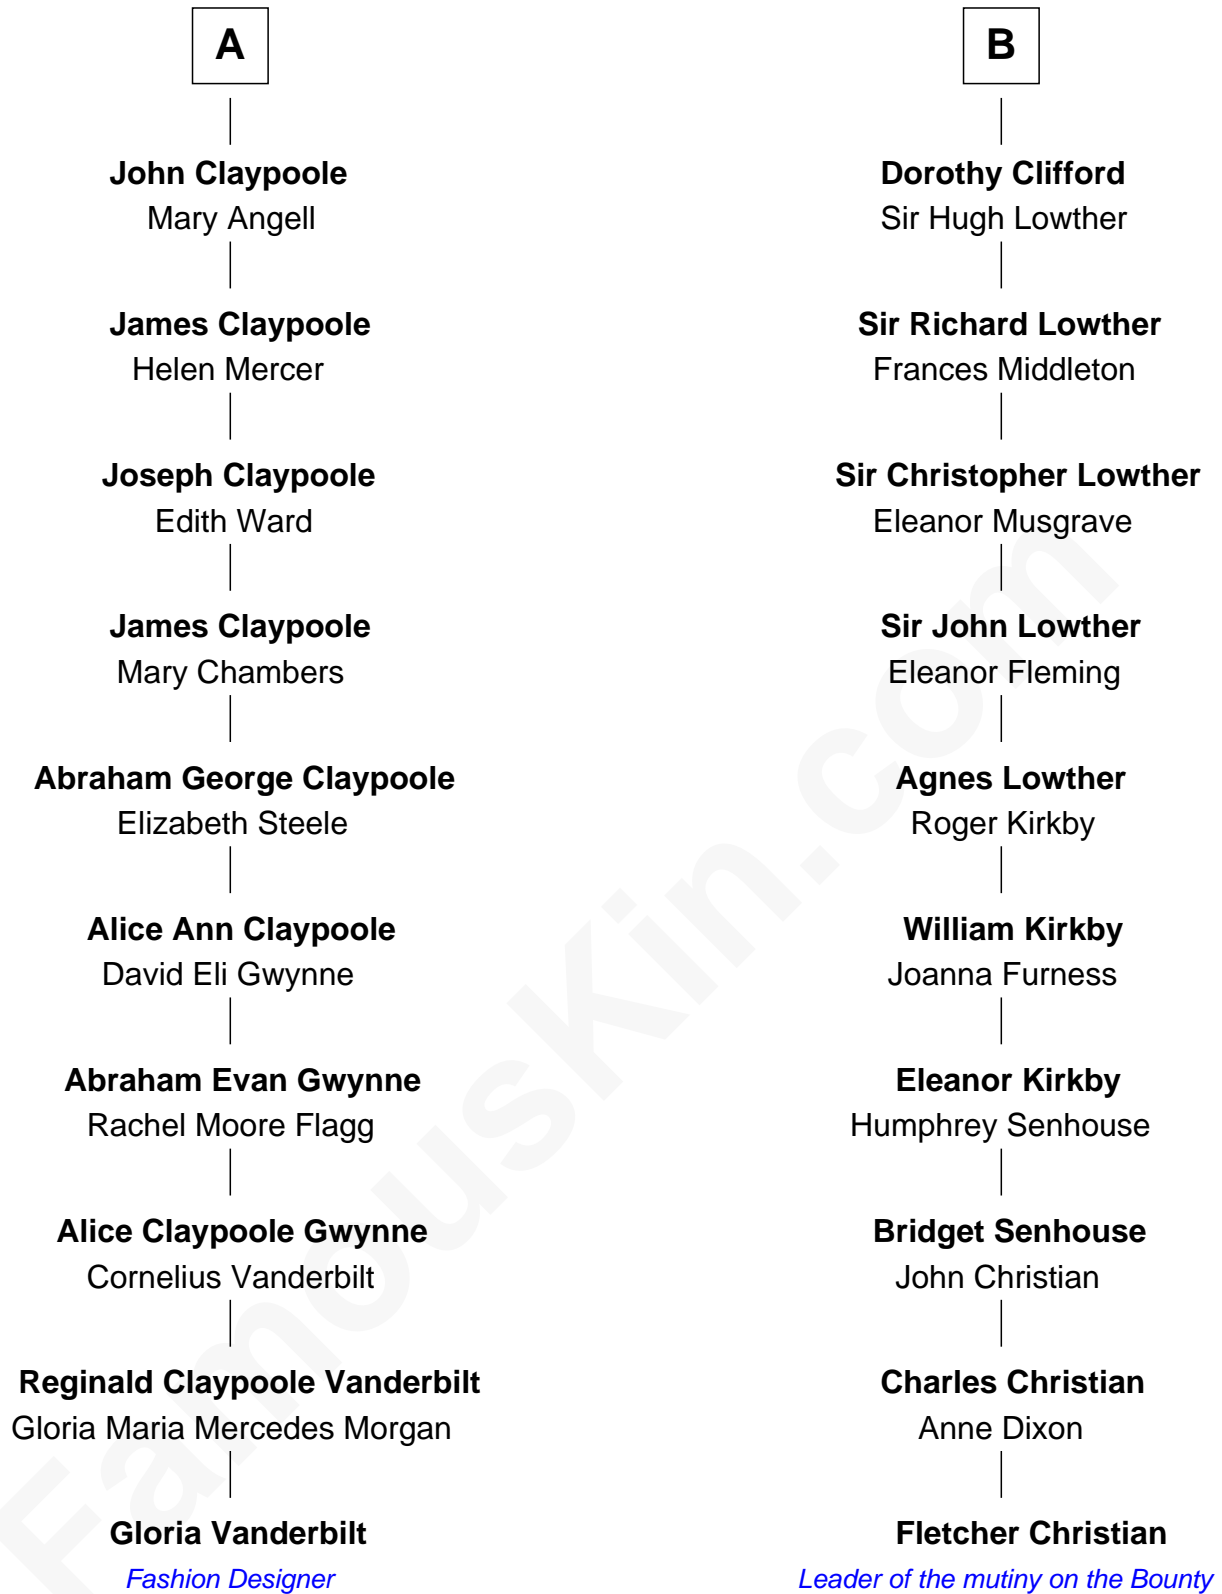 A
John Claypoole
Mary Angell
James Claypoole
Helen Mercer
Joseph Claypoole
Edith Ward
James Claypoole
Mary Chambers
Abraham George Claypoole
Elizabeth Steele
Alice Ann Claypoole
David Eli Gwynne
Abraham Evan Gwynne
Rachel Moore Flagg
Alice Claypoole Gwynne
Cornelius Vanderbilt
Reginald Claypoole Vanderbilt
Gloria Maria Mercedes Morgan
Gloria Vanderbilt
Fashion Designer
B
Dorothy Clifford
Sir Hugh Lowther
Sir Richard Lowther
Frances Middleton
Sir Christopher Lowther
Eleanor Musgrave
Sir John Lowther
Eleanor Fleming
Agnes Lowther
Roger Kirkby
William Kirkby
Joanna Furness
Eleanor Kirkby
Humphrey Senhouse
Bridget Senhouse
John Christian
Charles Christian
Anne Dixon
Fletcher Christian
Leader of the mutiny on the Bounty
FamousKin.com